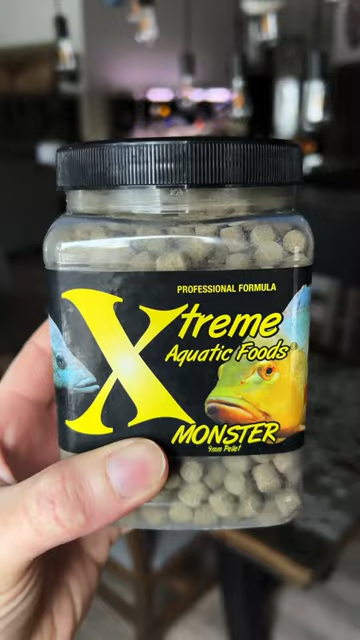 PROFESSIONAL FORMULA
Xtreme
Aquatic Foods®
MONSTER
9mm Pellet